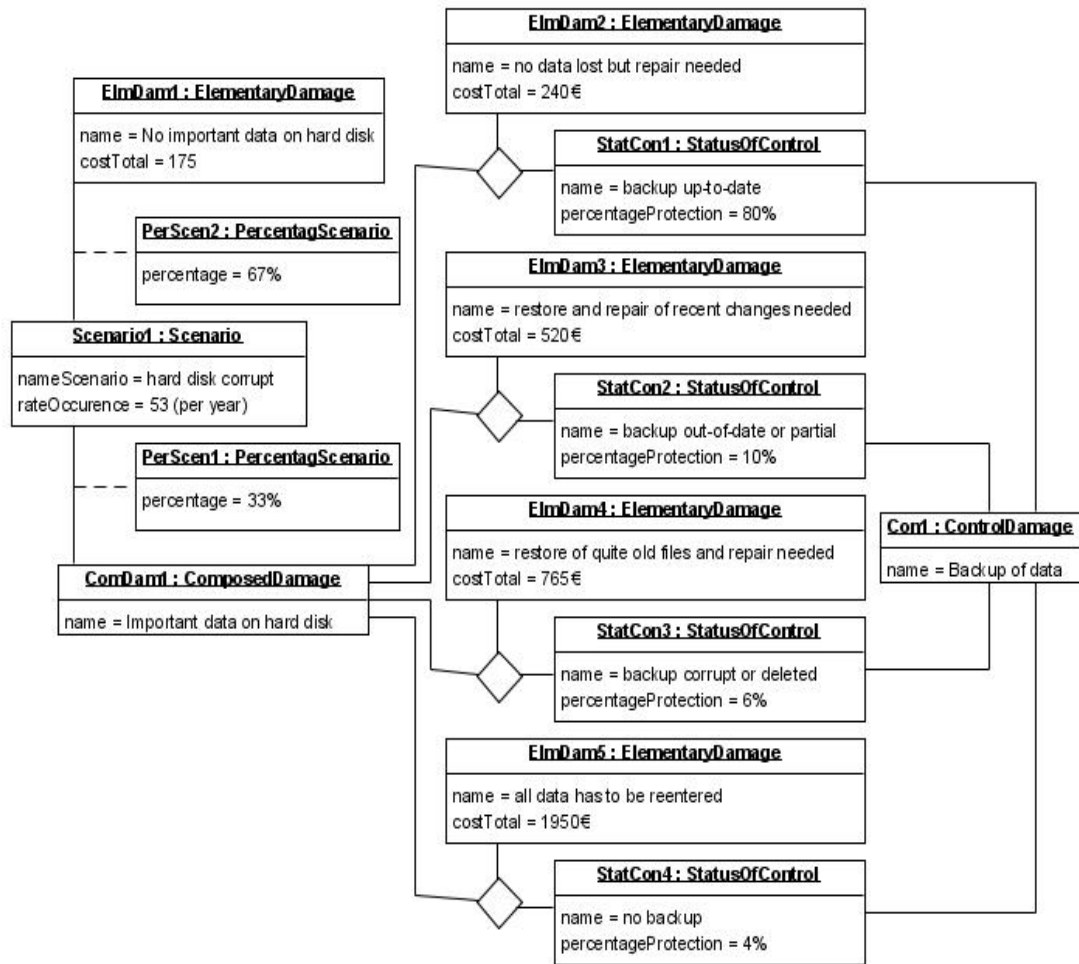 ElmDam2 : ElementaryDamage
name = no data lost but repair needed
costTotal = 240€
ElmDam1 : ElementaryDamage
name = No important data on hard disk
costTotal = 175
StatCon1 : StatusOfControl
name = backup up-to-date
percentageProtection = 80%
PerScen2 : PercentagScenario
percentage = 67%
ElmDam3 : ElementaryDamage
name = restore and repair of recent changes needed
costTotal = 520€
Scenario1 : Scenario
nameScenario = hard disk corrupt
rateOccurence = 53 (per year)
StatCon2 : StatusOfControl
name = backup out-of-date or partial
percentageProtection = 10%
PerScen1 : PercentagScenario
percentage = 33%
ElmDam4 : ElementaryDamage
name = restore of quite old files and repair needed
costTotal = 765€
Con1 : ControlDamage
name = Backup of data
ComDam1 : ComposedDamage
name = Important data on hard disk
StatCon3 : StatusOfControl
name = backup corrupt or deleted
percentageProtection = 6%
ElmDam5 : ElementaryDamage
name = all data has to be reentered
costTotal = 1950€
StatCon4 : StatusOfControl
name = no backup
percentageProtection = 4%